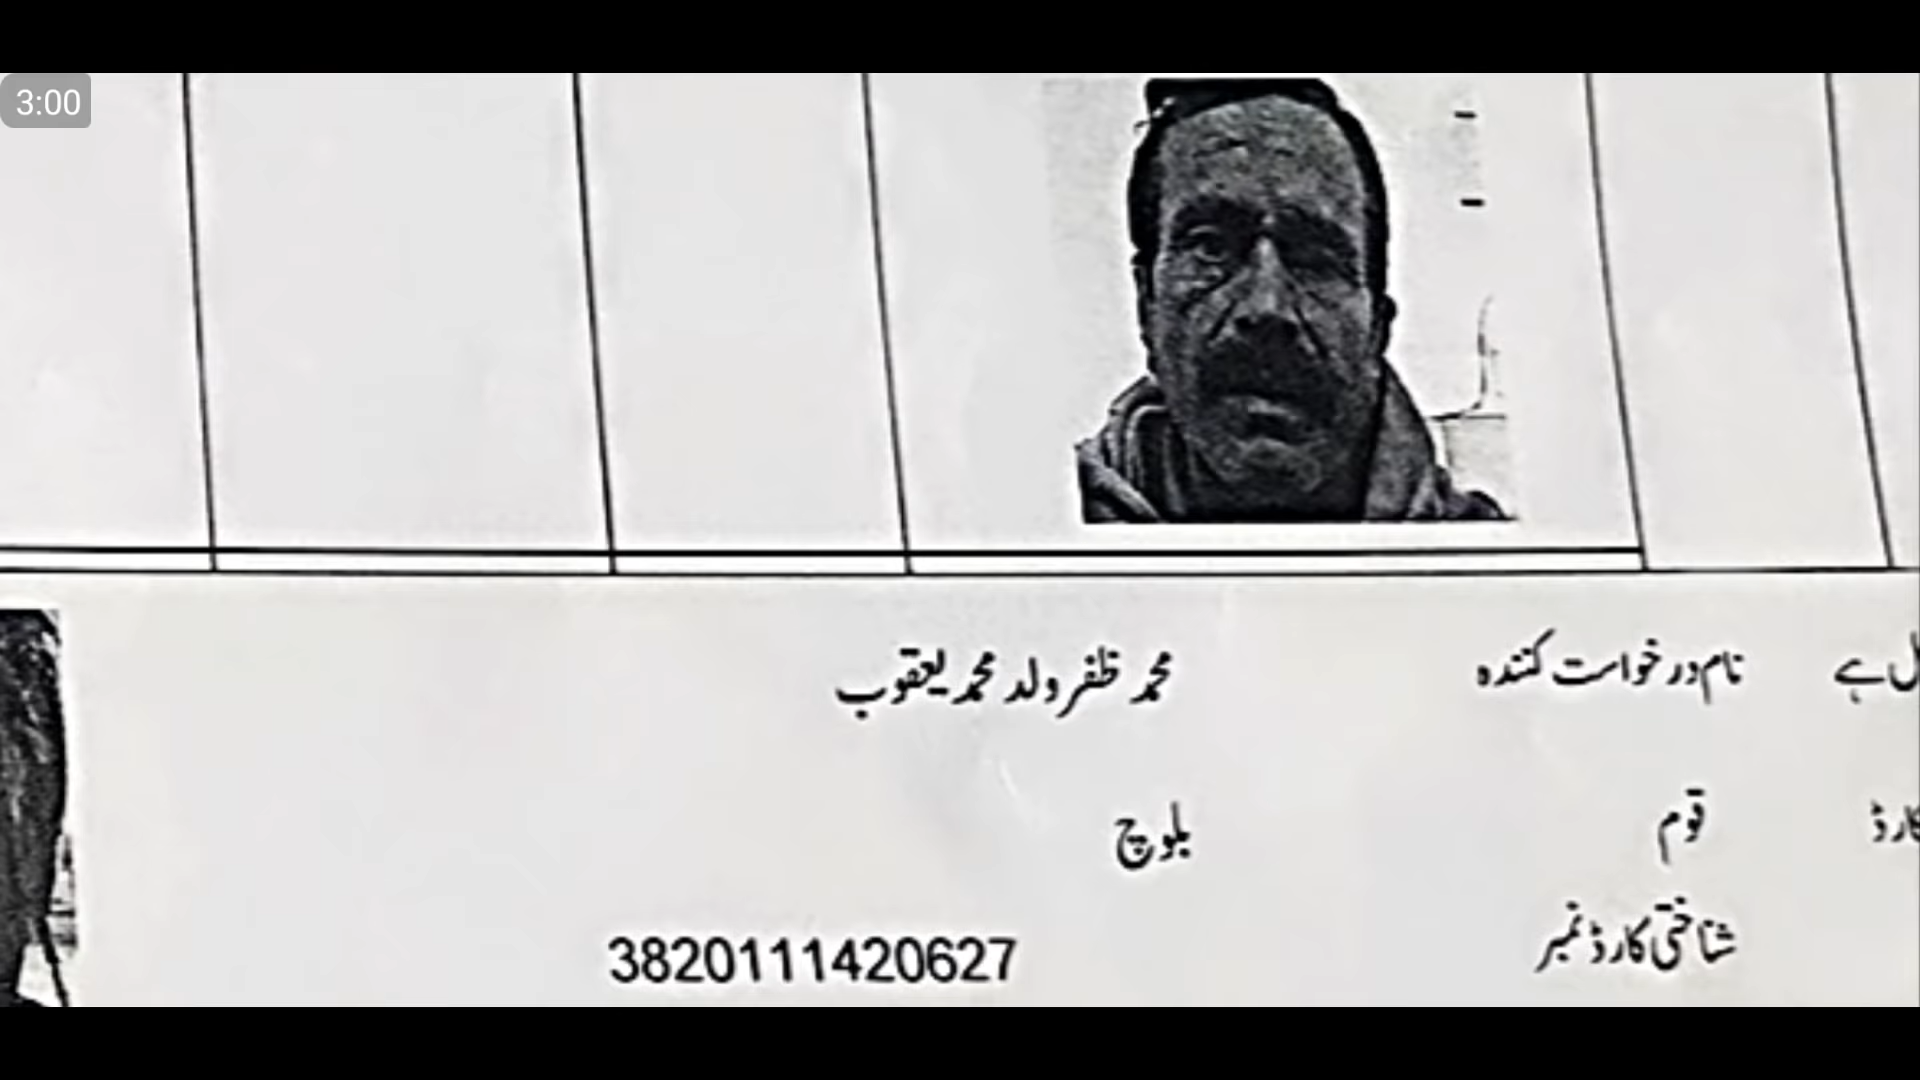 3:00
نام درخواست کنندہ محمد ظفر ولد محمد یعقوب
قوم بلوچ
شناختی کارڈ نمبر 3820111420627